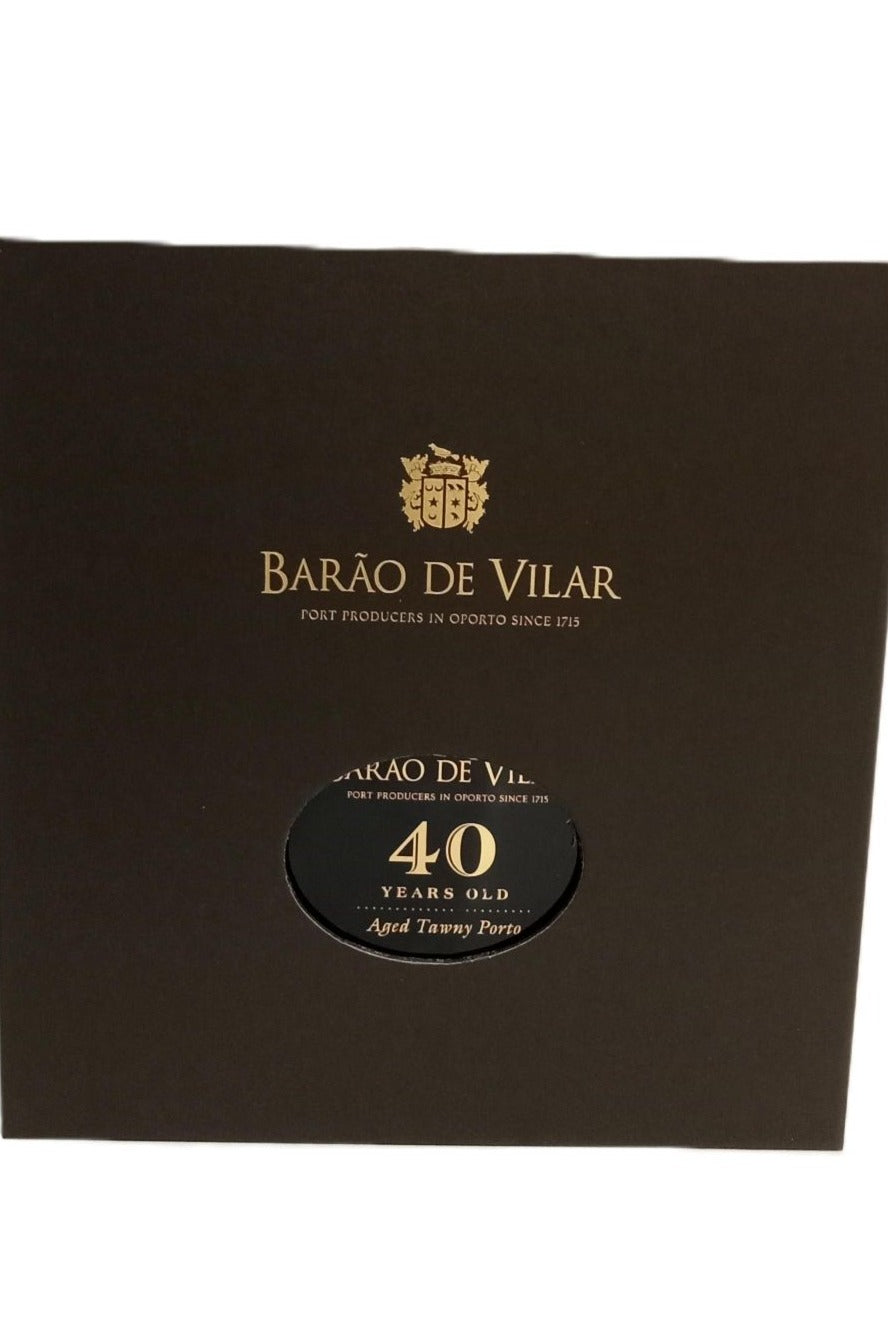 BARÃO DE VILAR
PORT PRODUCERS IN OPORTO SINCE 1715
DE
PORT PRODUCERS IN OPORTO SINCE 1715
40
YEARS OLD
Aged Tawny Porto